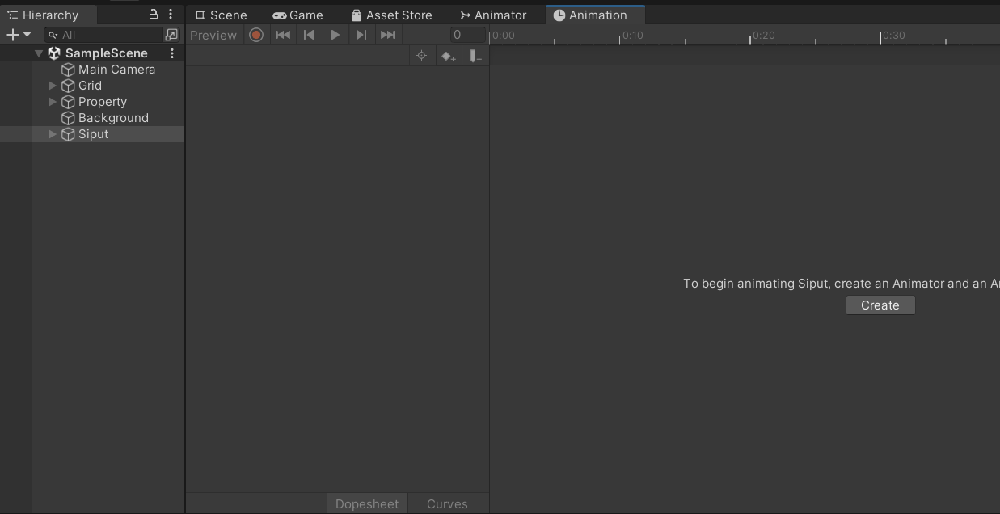 Hierarchy
Scene
Game
Asset Store
Animator
Animation
All
Preview
0
0:00
0:10
0:20
0:30
SampleScene
Main Camera
Grid
Property
Background
Siput
To begin animating Siput, create an Animator and an
Create
Dopesheet
Curves